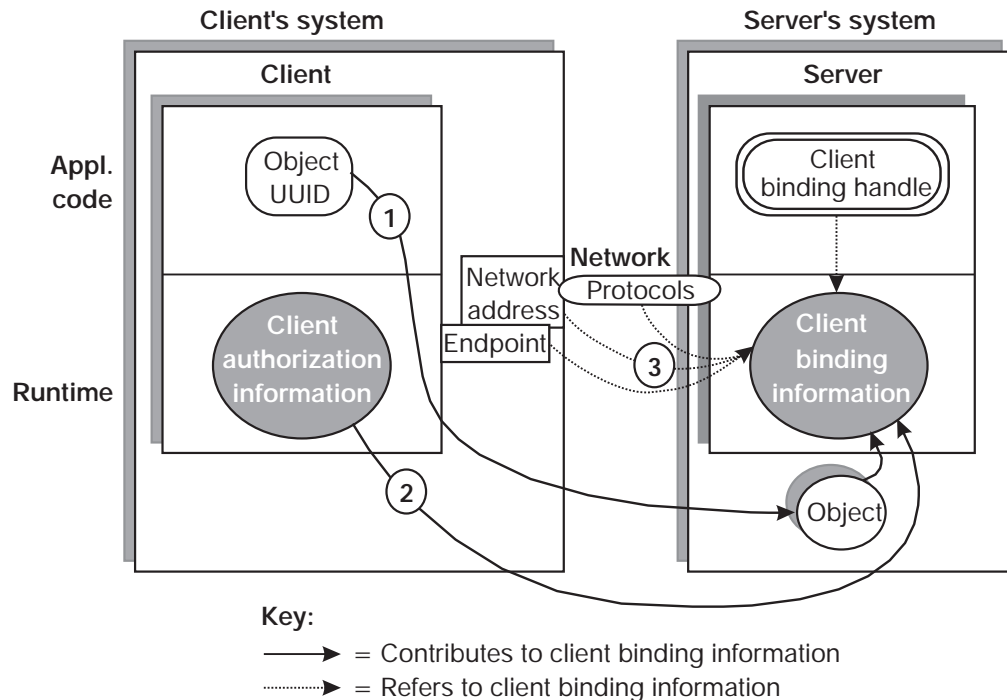 Client's system
Server's system
Client
Server
Appl.
code
Object
UUID
1
Client
binding handle
Network
Network
address
Protocols
Endpoint
3
Runtime
Client
authorization
information
Client
binding
information
2
Object
Key:
= Contributes to client binding information
= Refers to client binding information